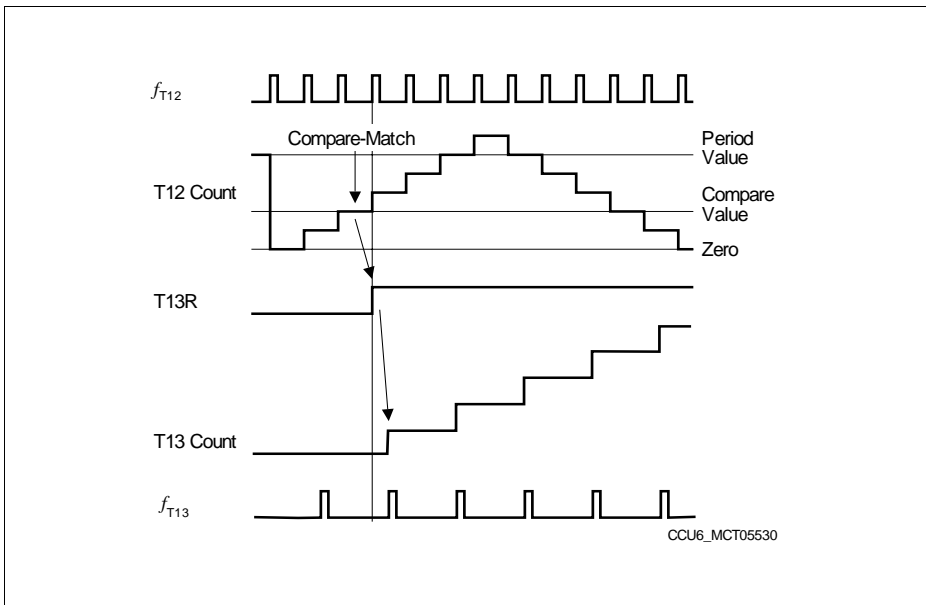 fT12
Compare-Match
Period
Value
T12 Count
Compare
Value
Zero
T13R
T13 Count
fT13
CCU6_MCT05530